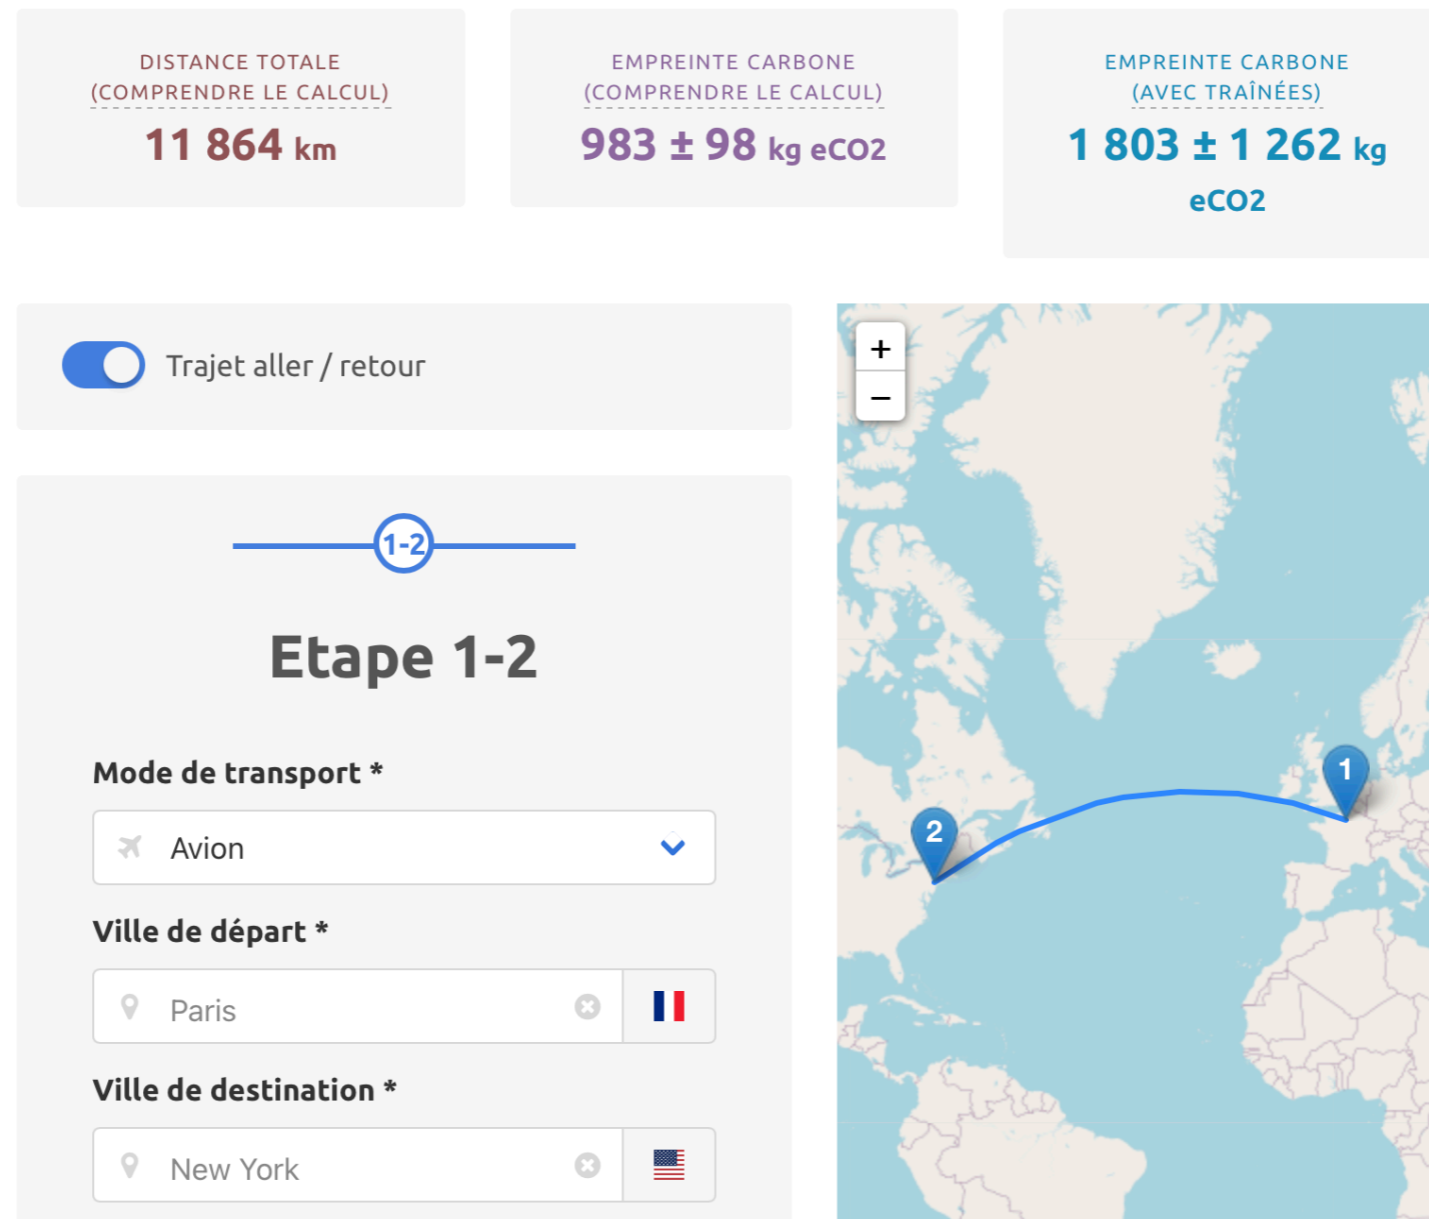 DISTANCE TOTALE
(COMPRENDRE LE CALCUL)
11 864 km
EMPREINTE CARBONE
(COMPRENDRE LE CALCUL)
983 ± 98 kg eCO2
EMPREINTE CARBONE
(AVEC TRAÎNÉES)
1 803 ± 1 262 kg
eCO2
Trajet aller / retour
1-2
Etape 1-2
Mode de transport *
Avion
Ville de départ *
Paris
Ville de destination *
New York
+
−
1
2